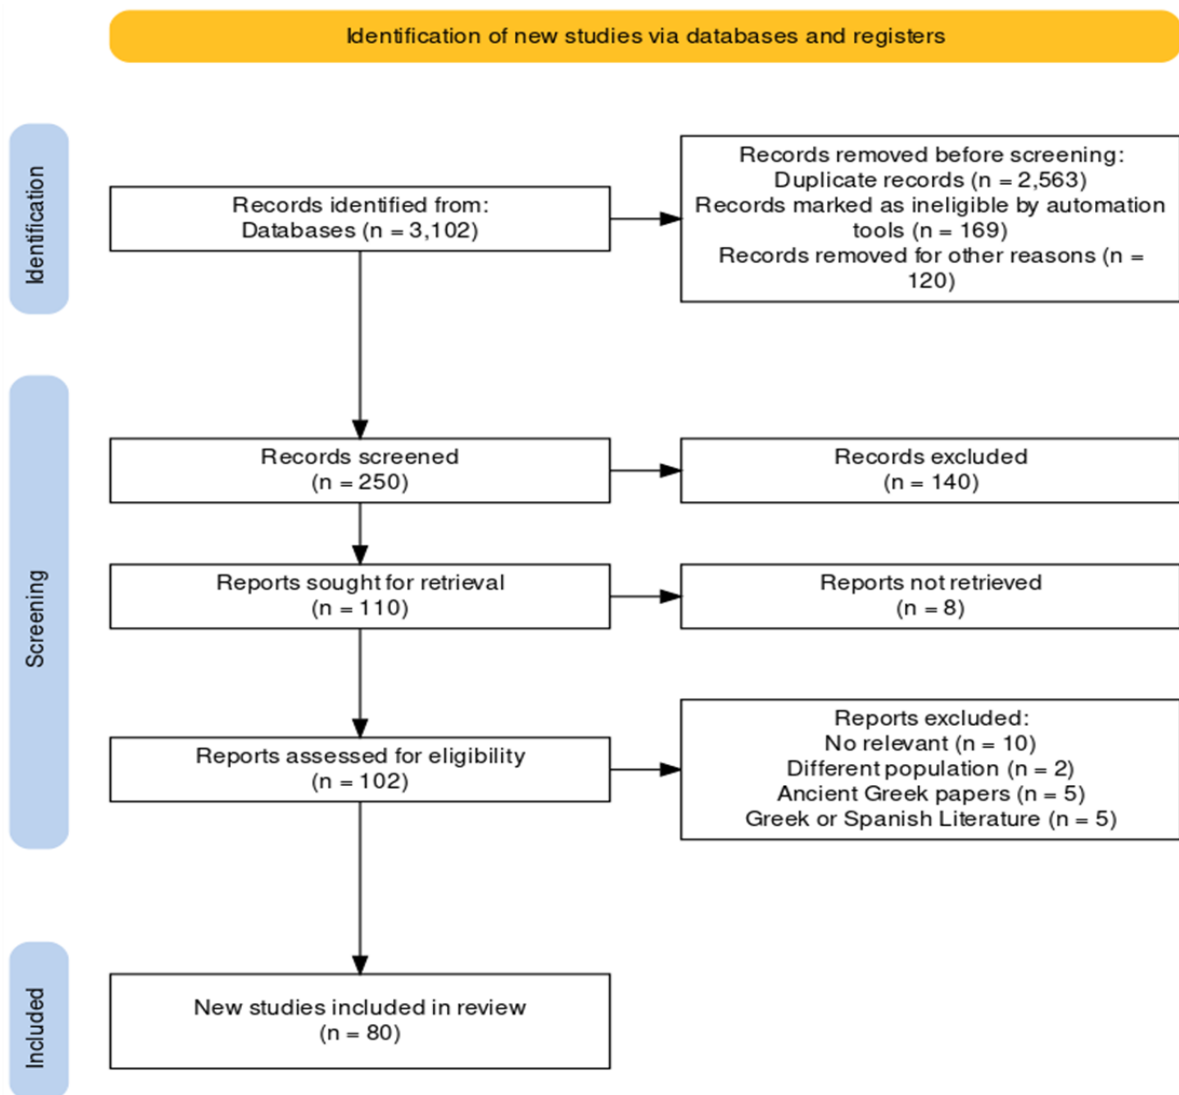 Identification of new studies via databases and registers
Identification
Records identified from:
Databases (n = 3,102)
Records removed before screening:
Duplicate records (n = 2,563)
Records marked as ineligible by automation
tools (n = 169)
Records removed for other reasons (n =
120)
Screening
Records screened
(n = 250)
Records excluded
(n = 140)
Reports sought for retrieval
(n = 110)
Reports not retrieved
(n = 8)
Reports assessed for eligibility
(n = 102)
Reports excluded:
No relevant (n = 10)
Different population (n = 2)
Ancient Greek papers (n = 5)
Greek or Spanish Literature (n = 5)
Included
New studies included in review
(n = 80)